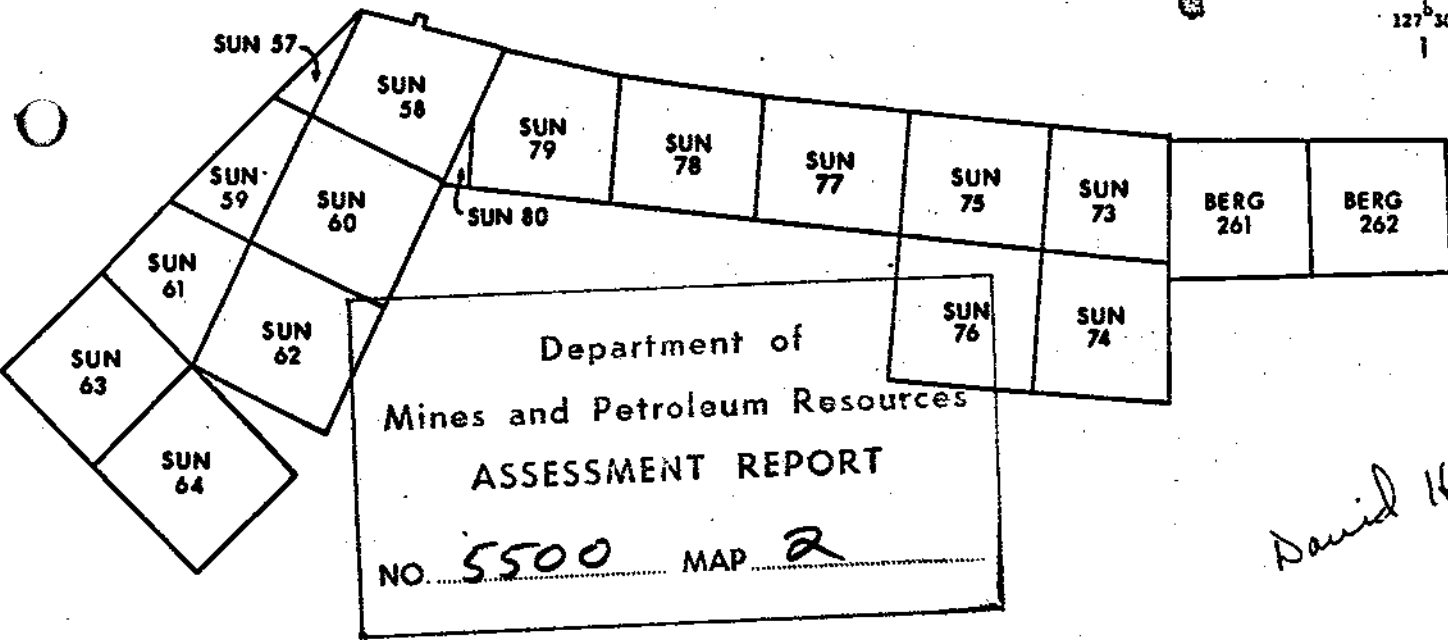 SUN 57
SUN
58
SUN
79
SUN
78
SUN
77
SUN
75
SUN
73
BERG
261
BERG
262
SUN
59
SUN
60
SUN 80
SUN
61
SUN
62
SUN
76
SUN
74
SUN
63
SUN
64
Department of
Mines and Petroleum Resources
ASSESSMENT REPORT
NO. 5500 MAP 2
David